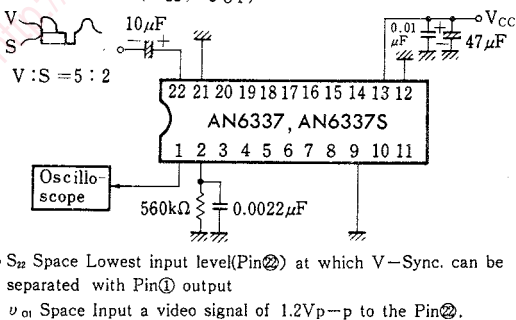 V
S
V:S=5:2
10μF
− +
0.01
μF
+
−
47μF
VCC
22 21 20 19 18 17 16 15 14 13 12
AN6337, AN6337S
1 2 3 4 5 6 7 8 9 10 11
Oscillo-
scope
560kΩ
0.0022μF
S₂₂ Space Lowest input level(Pin㉒) at which V−Sync. can be
separated with Pin① output
υ₀₁ Space Input a video signal of 1.2Vp−p to the Pin㉒.